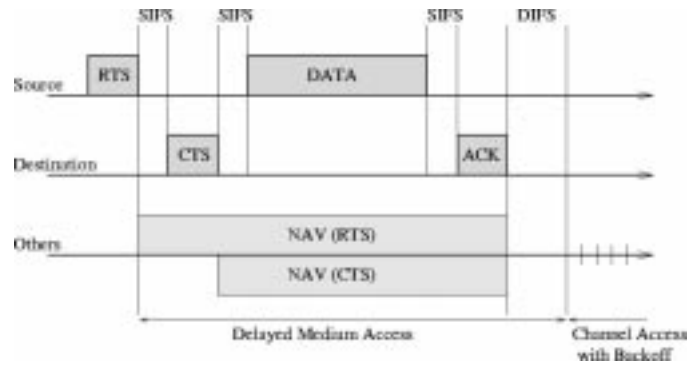 SIFS SIFS SIFS DIFS
RTS DATA
Source
CTS ACK
Destination
NAV (RTS)
Others
NAV (CTS)
Delayed Medium Access Channel Access
with Backoff